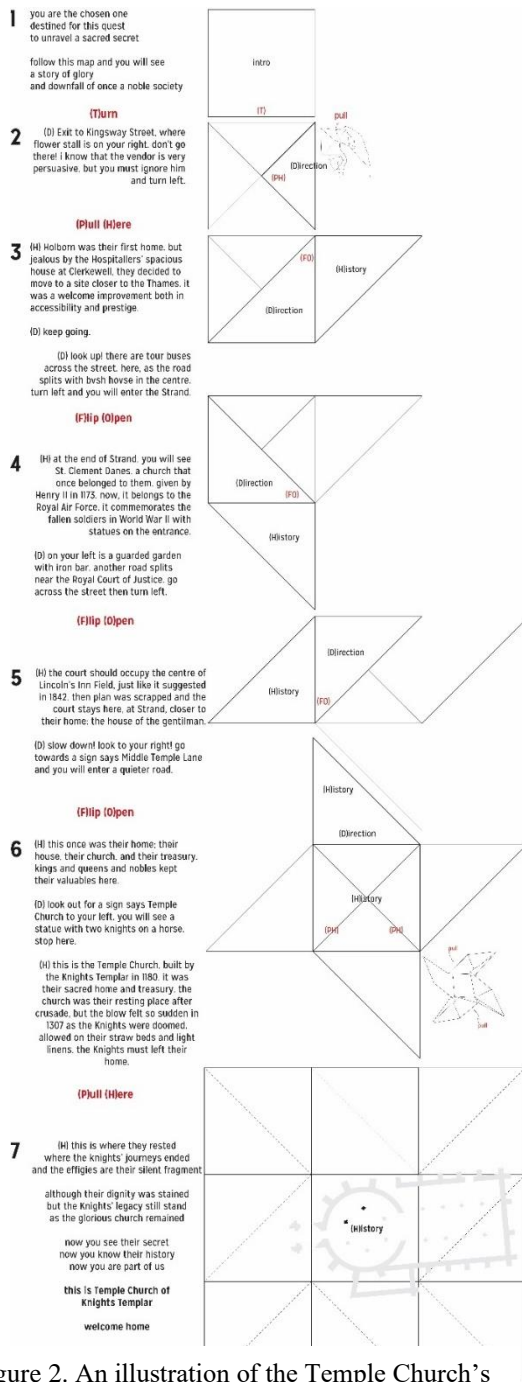 1
you are the chosen one
destined for this quest
to unravel a sacred secret
follow this map and you will see
a story of glory
and downfall of once a noble society
intro
(T)
(T)urn
2
(D) Exit to Kingsway Street, where
flower stall is on your right. don't go
there! i know that the vendor is very
persuasive, but you must ignore him
and turn left.
pull
(D)irection
(PH)
(P)ull (H)ere
3
(H) Holborn was their first home, but
jealous by the Hospitallers' spacious
house at Clerkewell, they decided to
move to a site closer to the Thames. it
was a welcome improvement both in
accessibility and prestige.
(D) keep going.
(D) look up! there are tour buses
across the street. here, as the road
splits with bvsh hovse in the centre,
turn left and you will enter the Strand.
(FO)
(H)istory
(D)irection
(F)lip (O)pen
4
(H) at the end of Strand, you will see
St. Clement Danes, a church that
once belonged to them, given by
Henry II in 1173. now, it belongs to the
Royal Air Force. it commemorates the
fallen soldiers in World War II with
statues on the entrance.
(D) on your left is a guarded garden
with iron bar. another road splits
near the Royal Court of Justice. go
across the street then turn left.
(D)irection
(FO)
(H)istory
(F)lip (O)pen
5
(H) the court should occupy the centre of
Lincoln's Inn Field, just like it suggested
in 1842. then plan was scrapped and the
court stays here, at Strand, closer to
their home; the house of the gentilman.
(D) slow down! look to your right! go
towards a sign says Middle Temple Lane
and you will enter a quieter road.
(D)irection
(H)istory
(FO)
(F)lip (O)pen
6
(H) this once was their home; their
house, their church, and their treasury.
kings and queens and nobles kept
their valuables here.
(D) look out for a sign says Temple
Church to your left. you will see a
statue with two knights on a horse.
stop here.
(H) this is the Temple Church, built by
the Knights Templar in 1180. it was
their sacred home and treasury. the
church was their resting place after
crusade, but the blow felt so sudden in
1307 as the Knights were doomed.
allowed on their straw beds and light
linens, the Knights must left their
home.
(H)istory
(D)irection
(H)istory
(PH)
(PH)
pull
pull
(P)ull (H)ere
7
(H) this is where they rested
where the knights' journeys ended
and the effigies are their silent fragment
although their dignity was stained
but the Knights' legacy still stand
as the glorious church remained
now you see their secret
now you know their history
now you are part of us
this is Temple Church of
Knights Templar
welcome home
(H)istory
gure 2. An illustration of the Temple Church's